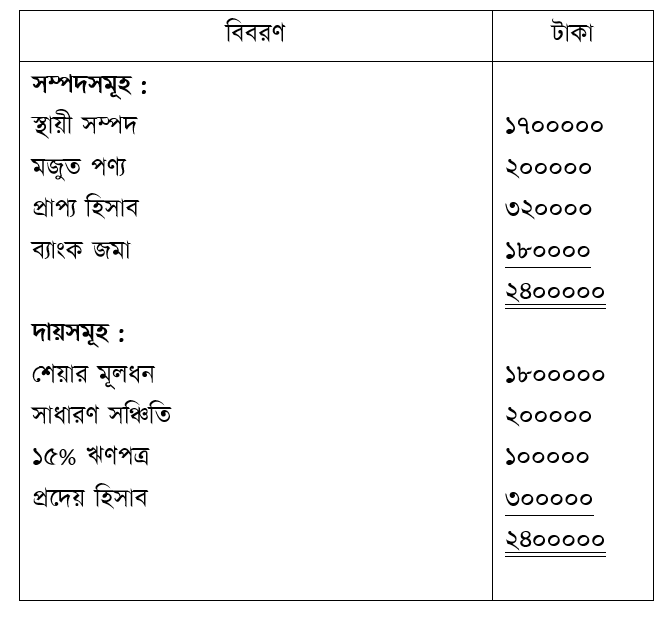 বিবরণ টাকা
সম্পদসমূহ :
স্থায়ী সম্পদ ১৭০০০০০
মজুত পণ্য ২০০০০০
প্রাপ্য হিসাব ৩২০০০০
ব্যাংক জমা ১৮০০০০
২৪০০০০০
দায়সমূহ :
শেয়ার মূলধন ১৮০০০০০
সাধারণ সঞ্চিতি ২০০০০০
১৫% ঋণপত্র ১০০০০০
প্রদেয় হিসাব ৩০০০০০
২৪০০০০০